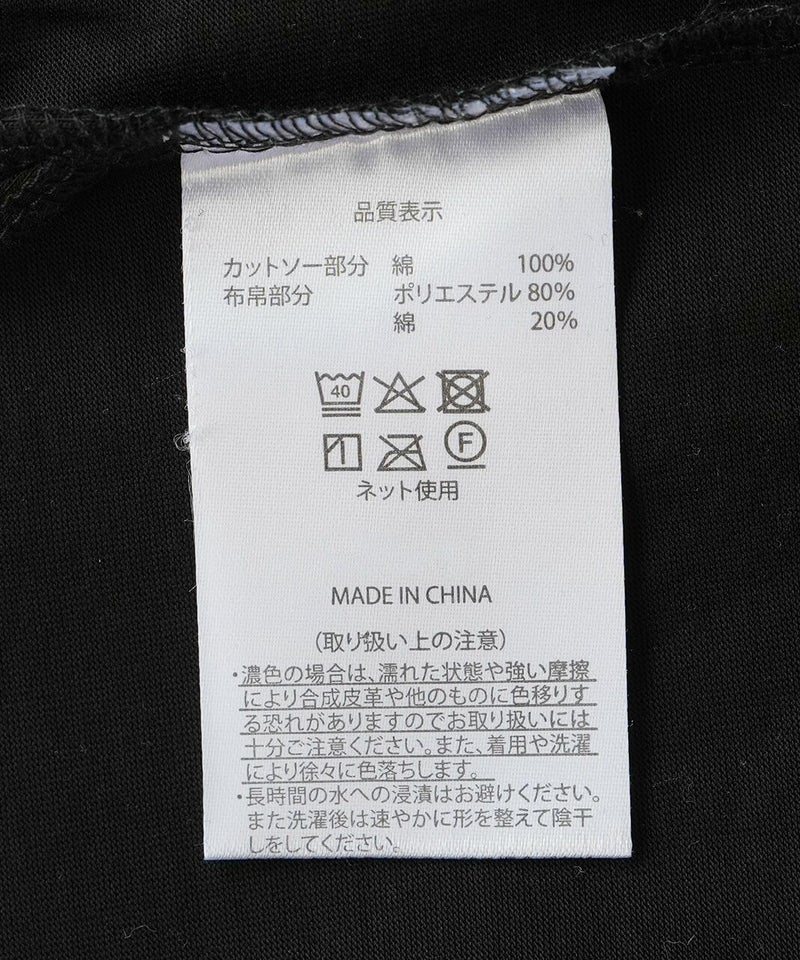 品質表示
カットソー部分 綿 100%
布帛部分 ポリエステル 80%
綿 20%
40
F
ネット使用
MADE IN CHINA
(取り扱い上の注意)
・濃色の場合は、濡れた状態や強い摩擦
により合成皮革や他のものに色移りす
る恐れがありますのでお取り扱いには
十分ご注意ください。また、着用や洗濯
により徐々に色落ちします。
・長時間の水への浸漬はお避けください。
また洗濯後は速やかに形を整えて陰干
しをしてください。